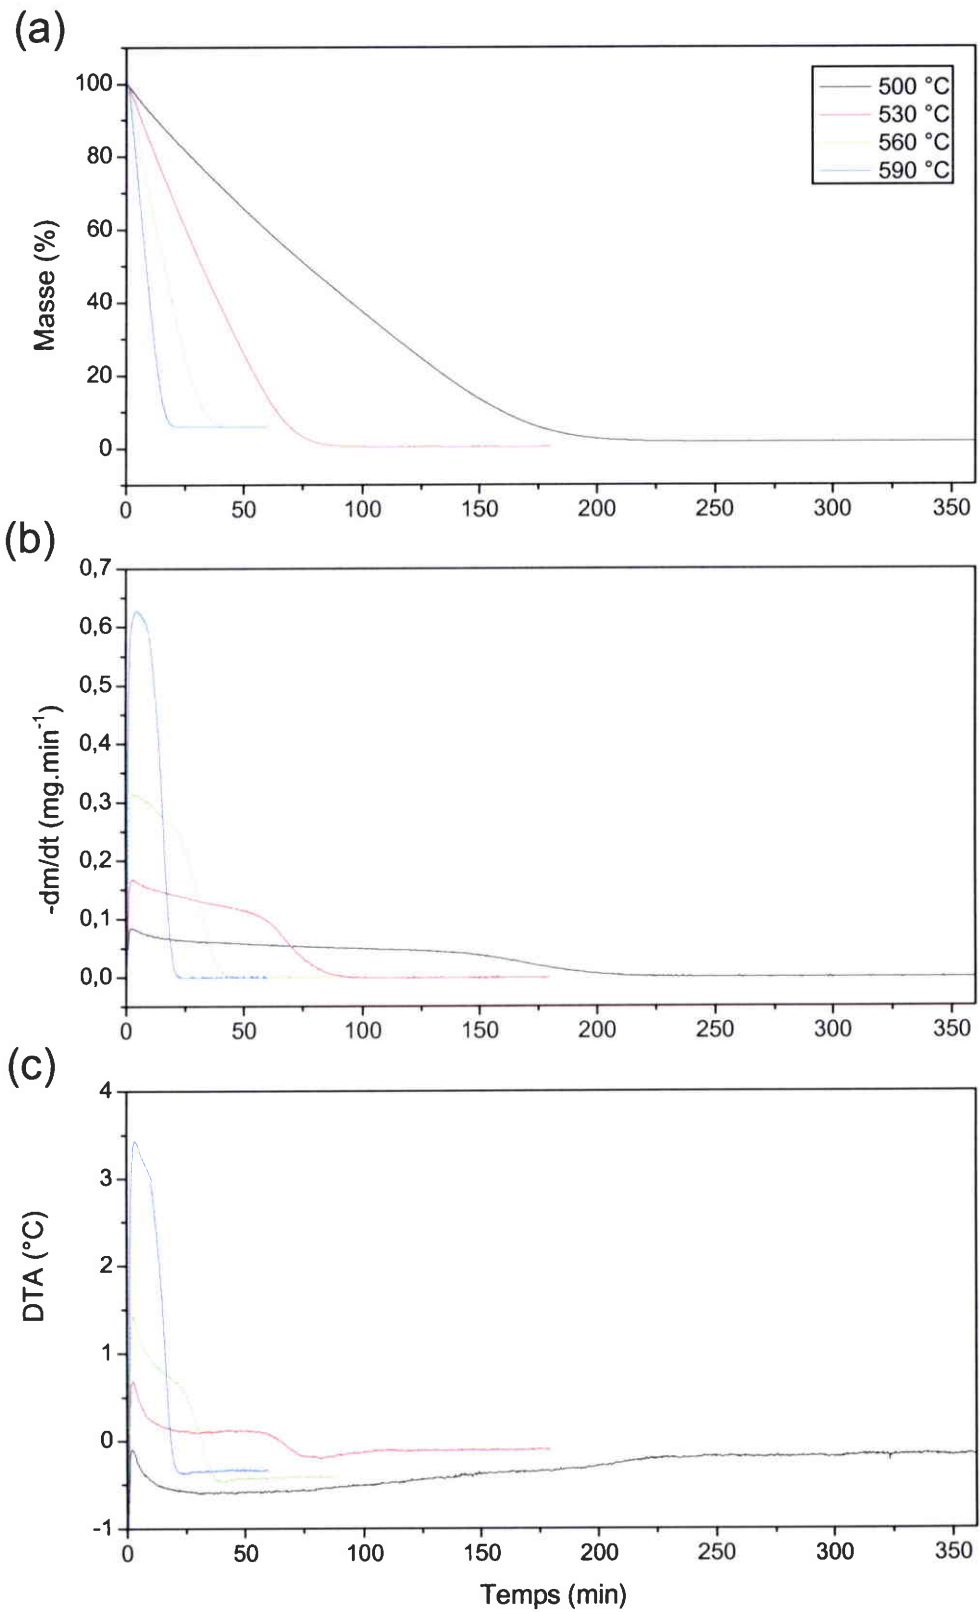 (a)
100
80
60
40
20
0
Masse (%)
500 °C
530 °C
560 °C
590 °C
0 50 100 150 200 250 300 350
(b)
0,7
0,6
0,5
0,4
0,3
0,2
0,1
0,0
-dm/dt (mg.min-1)
0 50 100 150 200 250 300 350
(c)
4
3
2
1
0
-1
DTA (°C)
0 50 100 150 200 250 300 350
Temps (min)